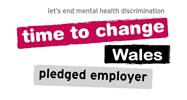 let's end mental health discrimination
time to change
Wales
pledged employer